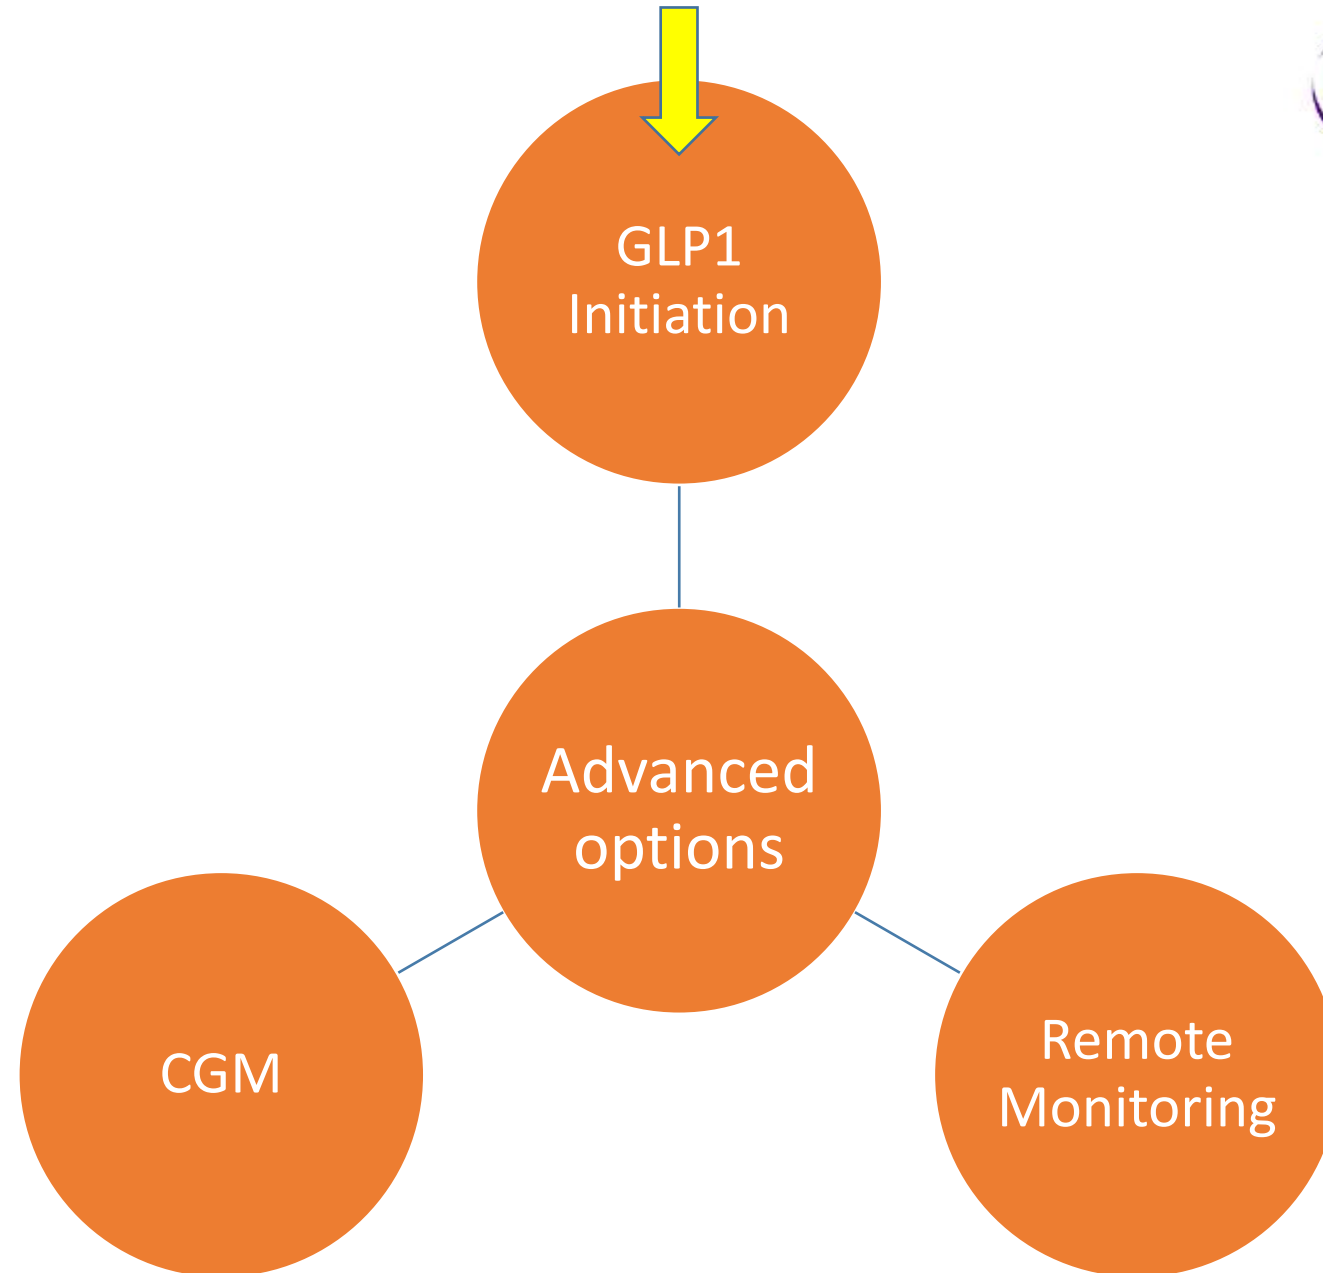 GLP1
Initiation
Advanced
options
CGM
Remote
Monitoring